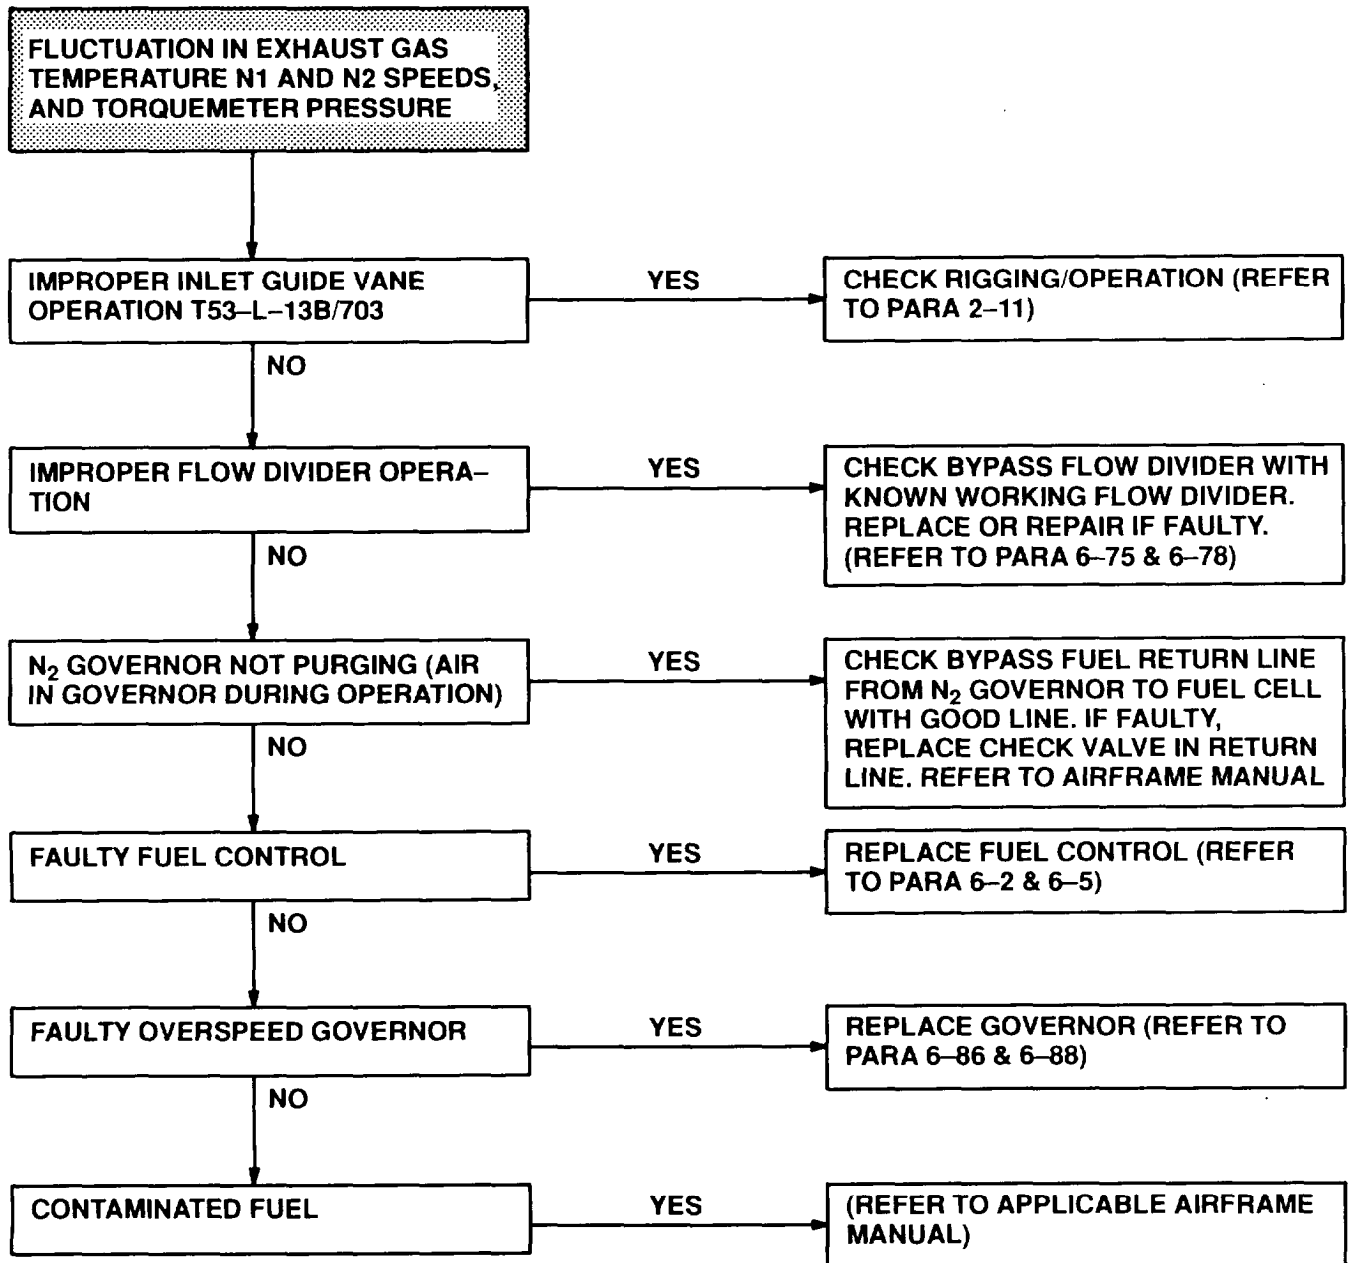 FLUCTUATION IN EXHAUST GAS
TEMPERATURE N1 AND N2 SPEEDS,
AND TORQUEMETER PRESSURE
IMPROPER INLET GUIDE VANE
OPERATION T53–L–13B/703
YES
CHECK RIGGING/OPERATION (REFER
TO PARA 2–11)
NO
IMPROPER FLOW DIVIDER OPERA–
TION
YES
CHECK BYPASS FLOW DIVIDER WITH
KNOWN WORKING FLOW DIVIDER.
REPLACE OR REPAIR IF FAULTY.
(REFER TO PARA 6–75 & 6–78)
NO
N₂ GOVERNOR NOT PURGING (AIR
IN GOVERNOR DURING OPERATION)
YES
CHECK BYPASS FUEL RETURN LINE
FROM N₂ GOVERNOR TO FUEL CELL
WITH GOOD LINE. IF FAULTY,
REPLACE CHECK VALVE IN RETURN
LINE. REFER TO AIRFRAME MANUAL
NO
FAULTY FUEL CONTROL
YES
REPLACE FUEL CONTROL (REFER
TO PARA 6–2 & 6–5)
NO
FAULTY OVERSPEED GOVERNOR
YES
REPLACE GOVERNOR (REFER TO
PARA 6–86 & 6–88)
NO
CONTAMINATED FUEL
YES
(REFER TO APPLICABLE AIRFRAME
MANUAL)